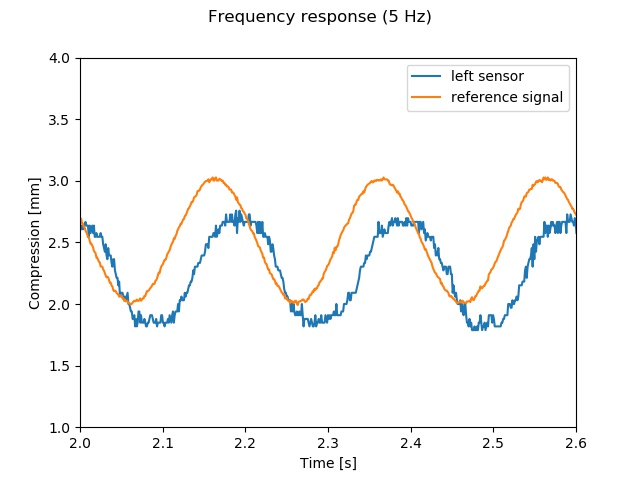 Frequency response (5 Hz)
4.0
3.5
3.0
2.5
2.0
1.5
1.0
Compression [mm]
left sensor
reference signal
2.0 2.1 2.2 2.3 2.4 2.5 2.6
Time [s]